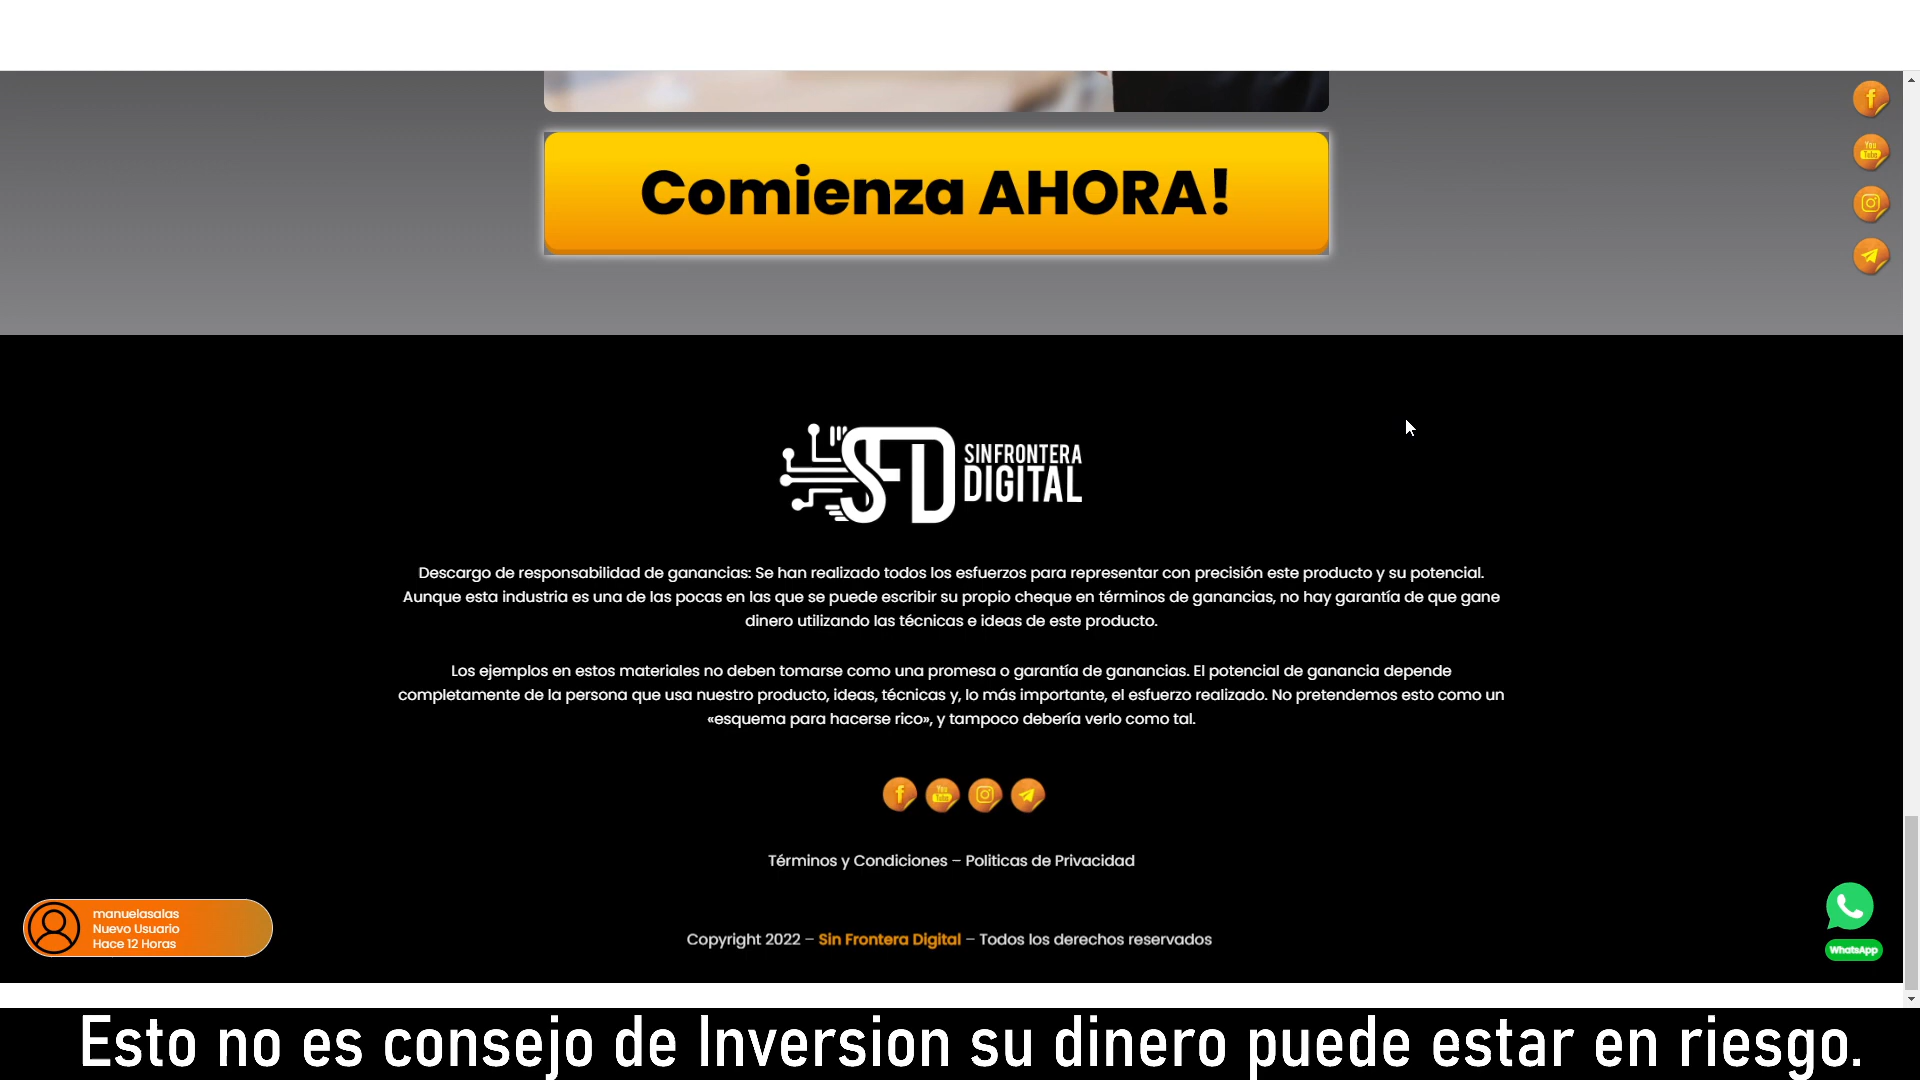 Comienza AHORA!
SFD SINFRONTERA
DIGITAL
Descargo de responsabilidad de ganancias: Se han realizado todos los esfuerzos para representar con precisión este producto y su potencial.
Aunque esta industria es una de las pocas en las que se puede escribir su propio cheque en términos de ganancias, no hay garantía de que gane
dinero utilizando las técnicas e ideas de este producto.
Los ejemplos en estos materiales no deben tomarse como una promesa o garantía de ganancias. El potencial de ganancia depende
completamente de la persona que usa nuestro producto, ideas, técnicas y, lo más importante, el esfuerzo realizado. No pretendemos esto como un
«esquema para hacerse rico», y tampoco debería verlo como tal.
Términos y Condiciones – Politicas de Privacidad
manuelasalas
Nuevo Usuario
Hace 12 Horas
Copyright 2022 – Sin Frontera Digital – Todos los derechos reservados
WhatsApp
Esto no es consejo de Inversion su dinero puede estar en riesgo.